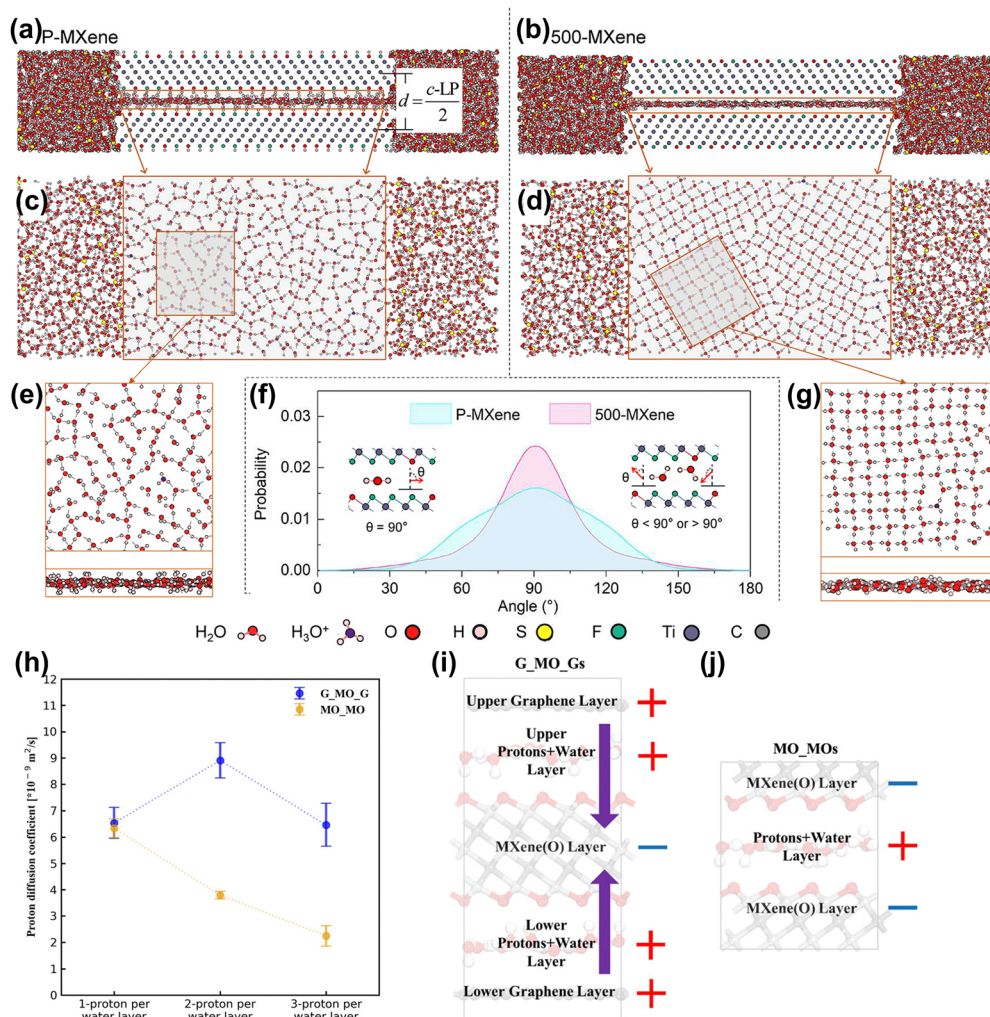 (a) P-MXene
(b) 500-MXene
d = c-LP / 2
(c)
(d)
(e)
(f)
(g)
P-MXene 500-MXene
0.03
0.02
0.01
0.00
Probability
θ
θ = 90°
θ θ
θ < 90° or > 90°
0 30 60 90 120 150 180
Angle (°)
H₂O H₃O⁺ O H S F Ti C
(h)
12
11
10
9
8
7
6
5
4
3
2
1
0
Proton diffusion coefficient [*10⁻⁹ m²/s]
G_MO_G
MO_MO
1-proton per
water layer
2-proton per
water layer
3-proton per
water layer
(i)
G_MO_Gs
Upper Graphene Layer +
Upper
Protons+Water
Layer +
MXene(O) Layer −
Lower
Protons+Water
Layer +
Lower Graphene Layer +
(j)
MO_MOs
MXene(O) Layer −
Protons+Water
Layer +
MXene(O) Layer −